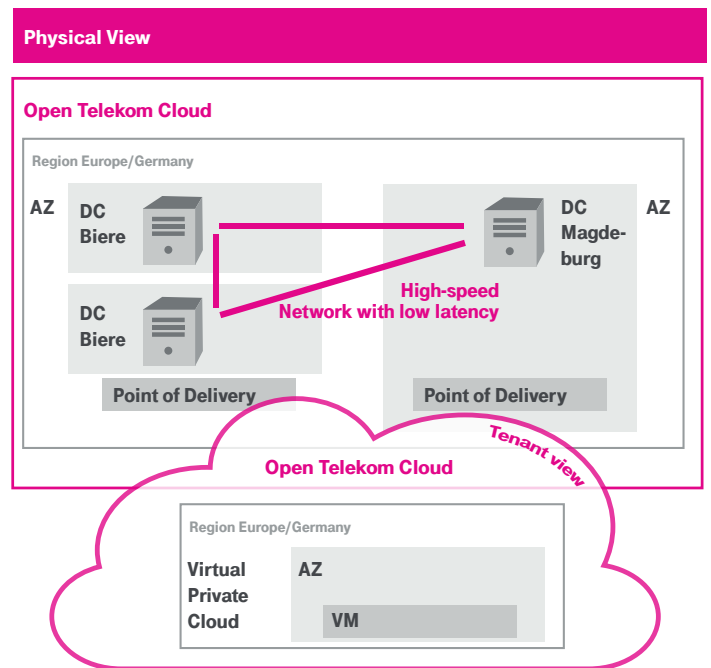 Physical View
Open Telekom Cloud
Region Europe/Germany
AZ
DC
Biere
DC
Magde-
burg
AZ
DC
Biere
High-speed
Network with low latency
Point of Delivery
Point of Delivery
Tenant view
Open Telekom Cloud
Region Europe/Germany
Virtual
Private
Cloud
AZ
VM